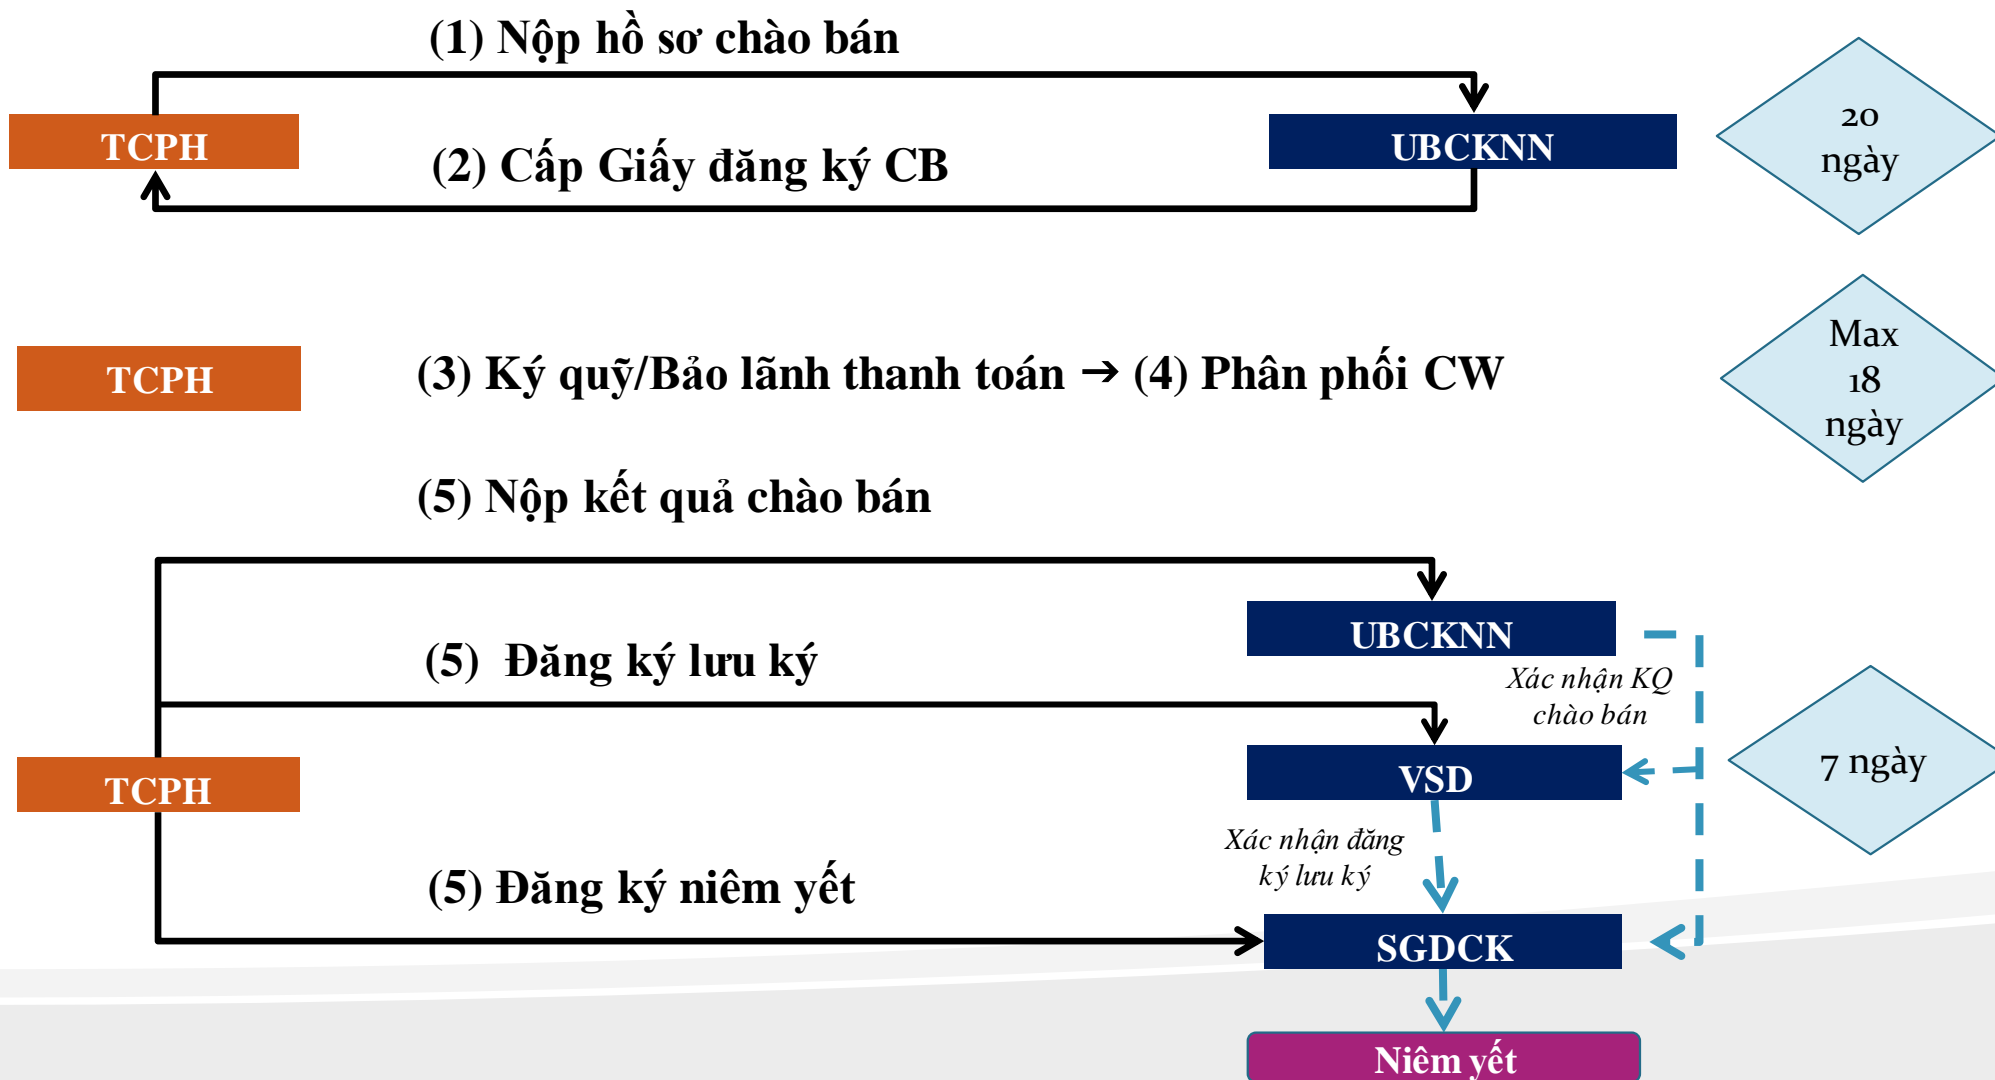 (1) Nộp hồ sơ chào bán
TCPH
UBCKNN
20
ngày
(2) Cấp Giấy đăng ký CB
TCPH
(3) Ký quỹ/Bảo lãnh thanh toán → (4) Phân phối CW
Max
18
ngày
(5) Nộp kết quả chào bán
UBCKNN
(5) Đăng ký lưu ký
Xác nhận KQ
chào bán
TCPH
VSD
7 ngày
Xác nhận đăng
ký lưu ký
(5) Đăng ký niêm yết
SGDCK
Niêm yết